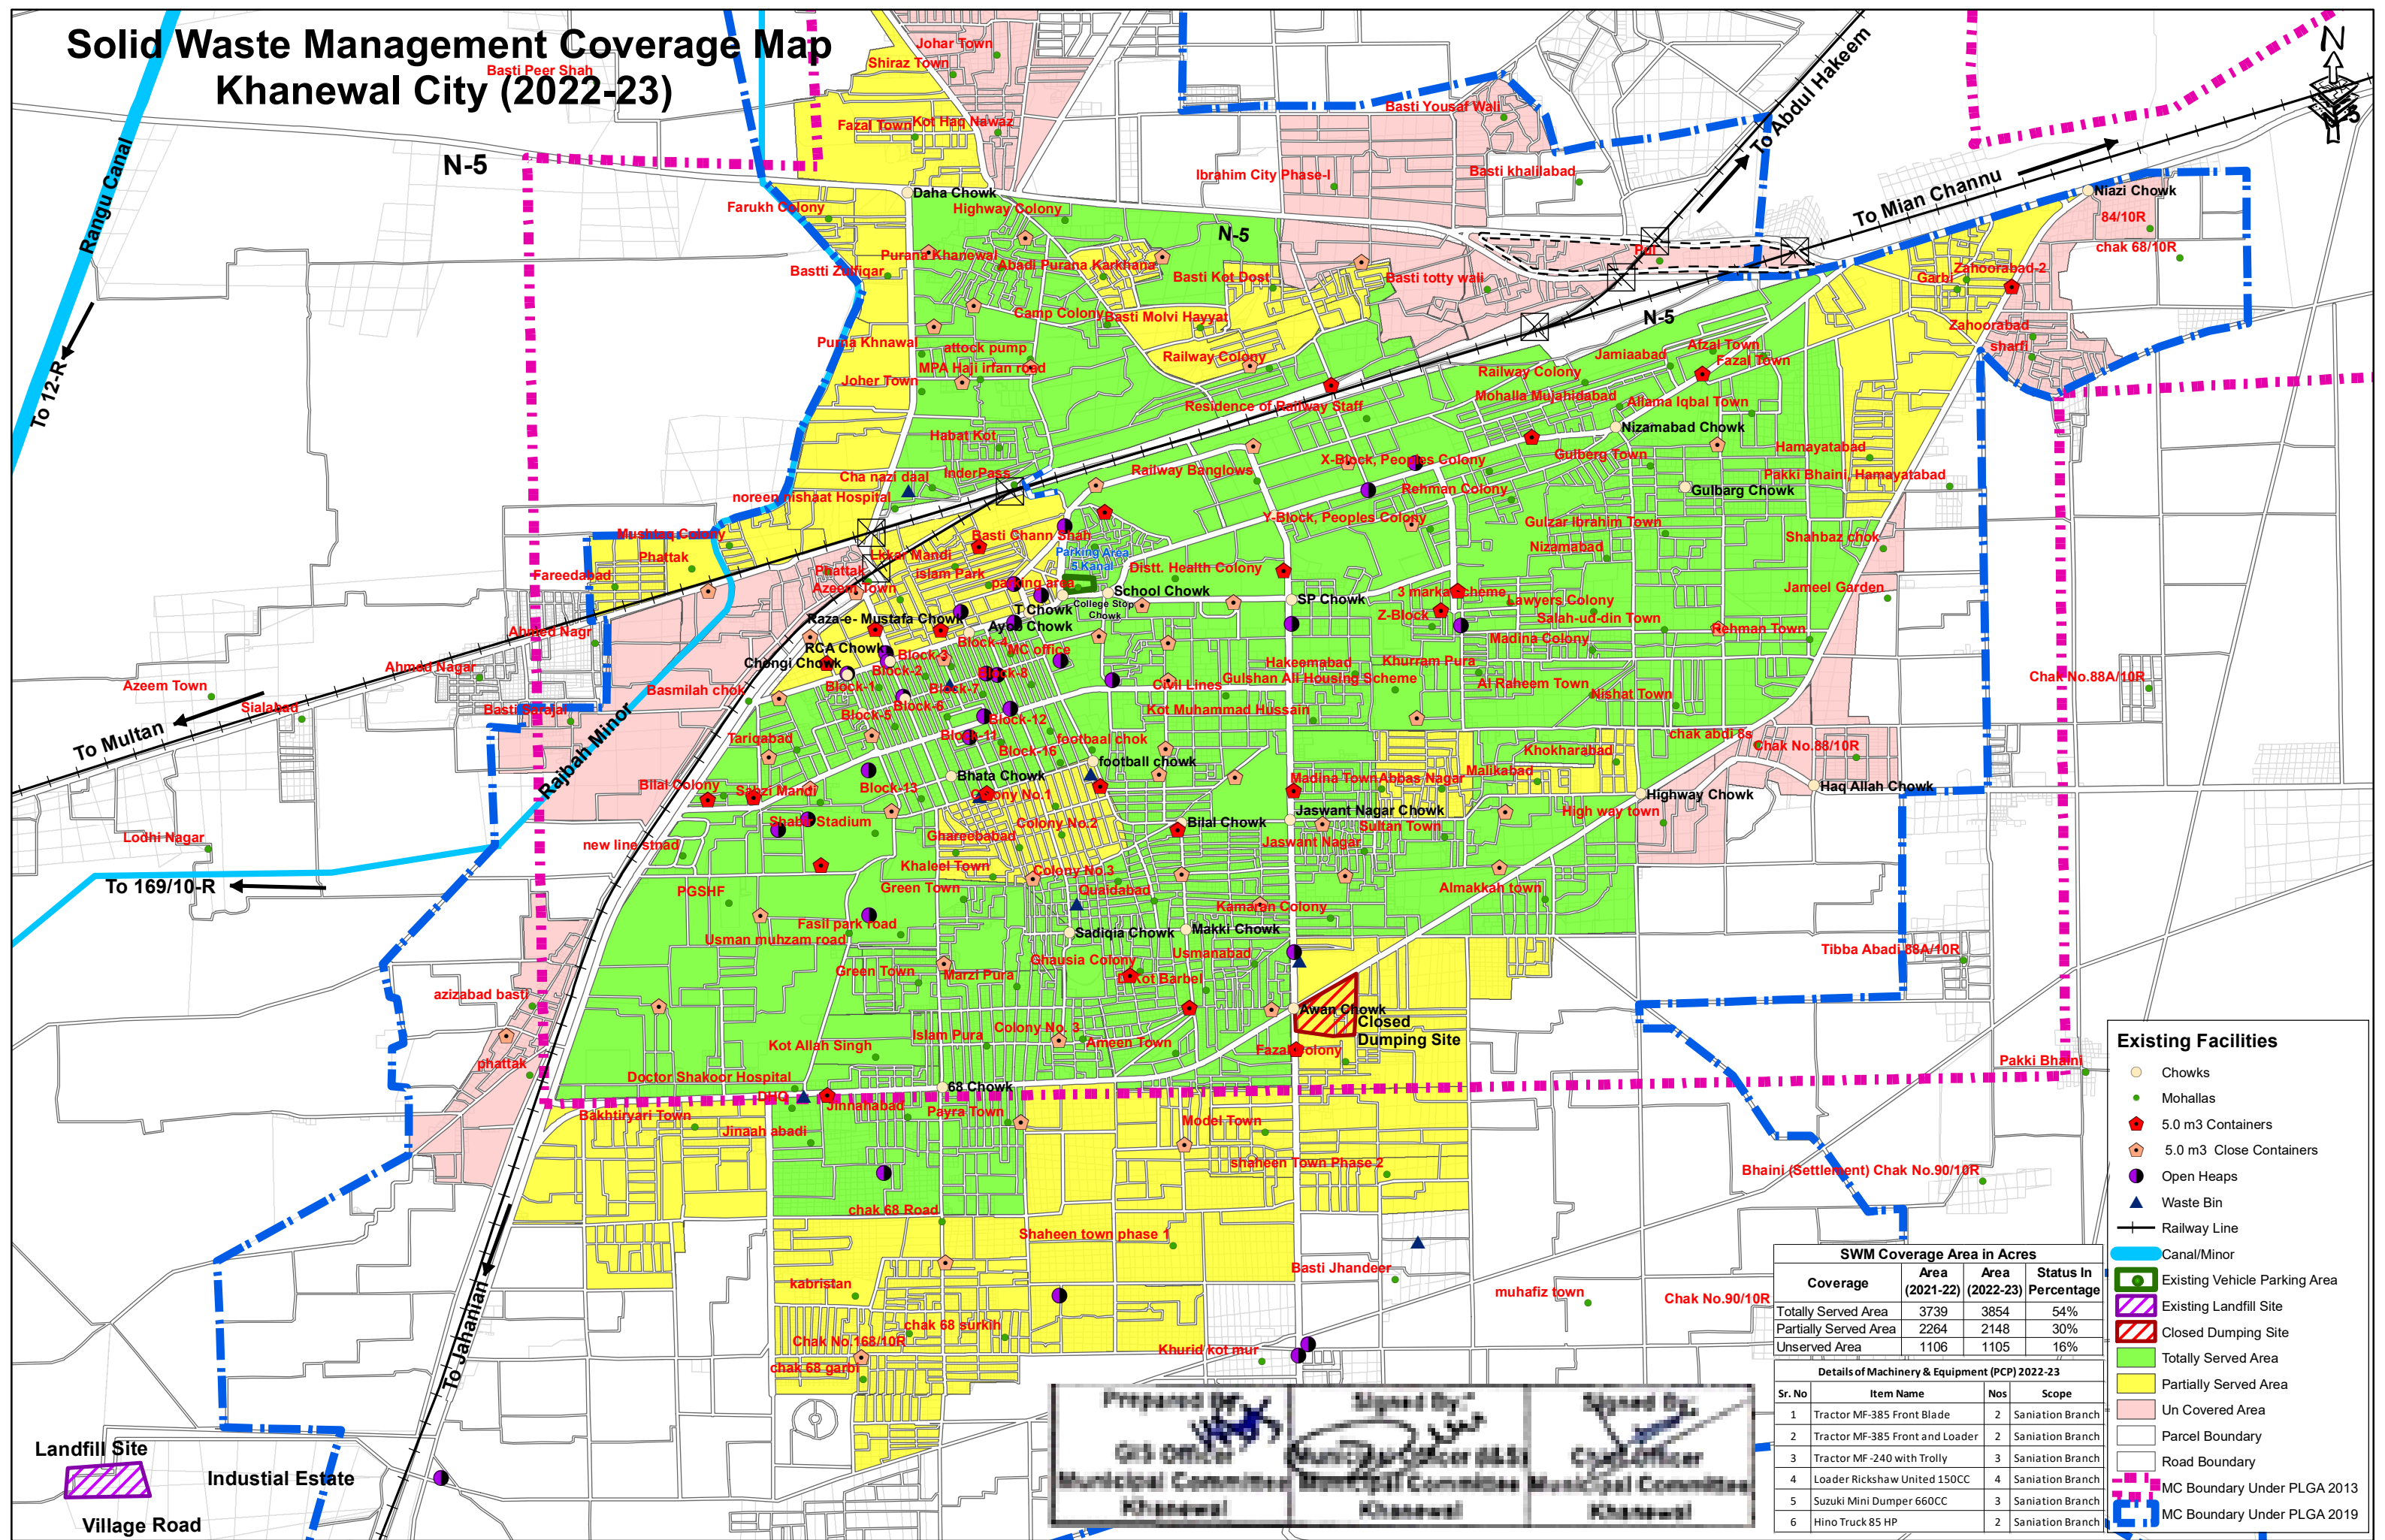 Solid Waste Management Coverage Map
Khanewal City (2022-23)
Basti Peer Shah
Johar Town
Shiraz Town
Fazal Town
Kot Haq Nawaz
Basti Yousaf Wali
To Abdul Hakeem
N
5
Rangu Canal
N-5
Ibrahim City Phase-I
Basti khalilabad
Daha Chowk
To Mian Channu
Niazi Chowk
Farukh Colony
Highway Colony
84/10R
N-5
chak 68/10R
Purana Khanewal
Abadi Purana Karkhana
Bastti Zulfiqar
Basti Kot Dost
Basti totty wali
Pul
Garbi
Zahoorabad-2
Camp Colony
Basti Molvi Hayyat
N-5
Zahoorabad
sharfi
Purna Khnawal
attock pump
Railway Colony
Jamiaabad
Afzal Town
Fazal Town
MPA Haji irfan road
Railway Colony
Joher Town
To 12-R
Mohalla Mujahidabad
Allama Iqbal Town
Residence of Railway Staff
Nizamabad Chowk
Habat Kot
Hamayatabad
Gulberg Town
X-Block, Peoples Colony
Railway Banglows
Cha nazi daal
InderPass
Pakki Bhaini, Hamayatabad
Rehman Colony
Gulbarg Chowk
noreen nishaat Hospital
Y-Block, Peoples Colony
Gulzar Ibrahim Town
Mushtaq Colony
Basti Chann Shah
Shahbaz chok
Phattak
Lkkar Mandi
Parking Area
5 Kanal
Nizamabad
Fareedabad
Phattak
islam Park
Distt. Health Colony
parking area
Azeem Town
School Chowk
3 marka scheme
Jameel Garden
T Chowk
College Stop
Chowk
SP Chowk
Lawyers Colony
Raza-e- Mustafa Chowk
Ayob Chowk
Z-Block
Salah-ud-din Town
Ahmed Nagr
Block-4
Madina Colony
Rehman Town
RCA Chowk
Block-3
MC office
Chongi Chowk
Block-2
Block-8
Hakeemabad
Khurram Pura
Ahmad Nagar
Block-1
Block-7
Civil Lines
Gulshan Ali Housing Scheme
Al Raheem Town
Chak No.88A/10R
Azeem Town
Basmilah chok
Nishat Town
Sialabad
Block-6
Kot Muhammad Hussain
Block-5
Block-12
To Multan
Rajbah Minor
Tariqabad
Block-11
footbaal chok
chak abdi 8s
Block-16
Khokharabad
Chak No.88/10R
football chowk
Malikabad
Bhata Chowk
Madina Town
Abbas Nagar
Bilal Colony
Sabzi Mandi
Block-13
Colony No.1
Highway Chowk
Haq Allah Chowk
Jaswant Nagar Chowk
High way town
Stadium
Colony No.2
Bilal Chowk
Sultan Town
Lodhi Nagar
Ghareebabad
new line stnad
Jaswant Nagar
Khaleel Town
Colony No.3
To 169/10-R
PGSHF
Green Town
Quaidabad
Almakkah town
Kamaran Colony
Fasil park road
Sadiqia Chowk
Makki Chowk
Usman muhzam road
Usmanabad
Tibba Abadi 88A/10R
Ghausia Colony
Green Town
Marzi Pura
Kot Barbel
azizabad basti
Awan Chowk
Closed
Dumping Site
Islam Pura
Colony No. 3
Ameen Town
Fazal Colony
Kot Allah Singh
phattak
Pakki Bhaini
Doctor Shakoor Hospital
68 Chowk
DHQ
Jinnahabad
Payra Town
Bakhtiryari Town
Model Town
Jinaah abadi
shaheen Town Phase 2
Bhaini (Settlement) Chak No.90/10R
chak 68 Road
Shaheen town phase 1
Basti Jhandeer
kabristan
muhafiz town
Chak No.90/10R
To Jahanian
chak 68 surkih
Chak No.168/10R
Khurid kot mur
chak 68 garbi
Landfill Site
Industial Estate
Village Road
Existing Facilities
Chowks
Mohallas
5.0 m3 Containers
5.0 m3 Close Containers
Open Heaps
Waste Bin
Railway Line
Canal/Minor
Existing Vehicle Parking Area
Existing Landfill Site
Closed Dumping Site
Totally Served Area
Partially Served Area
Un Covered Area
Parcel Boundary
Road Boundary
MC Boundary Under PLGA 2013
MC Boundary Under PLGA 2019
SWM Coverage Area in Acres
Coverage Area (2021-22) Area (2022-23) Status In Percentage
Totally Served Area 3739 3854 54%
Partially Served Area 2264 2148 30%
Unserved Area 1106 1105 16%
Details of Machinery & Equipment (PCP) 2022-23
Sr. No Item Name Nos Scope
1 Tractor MF-385 Front Blade 2 Saniation Branch
2 Tractor MF-385 Front and Loader 2 Saniation Branch
3 Tractor MF-240 with Trolly 3 Saniation Branch
4 Loader Rickshaw United 150CC 4 Saniation Branch
5 Suzuki Mini Dumper 660CC 3 Saniation Branch
6 Hino Truck 85 HP 2 Saniation Branch
Prepared By:
GIS Officer
Municipal Committee
Khanewal
Signed By:
Municipal Officer
Municipal Committee
Khanewal
Signed By:
Chief Officer
Municipal Committee
Khanewal